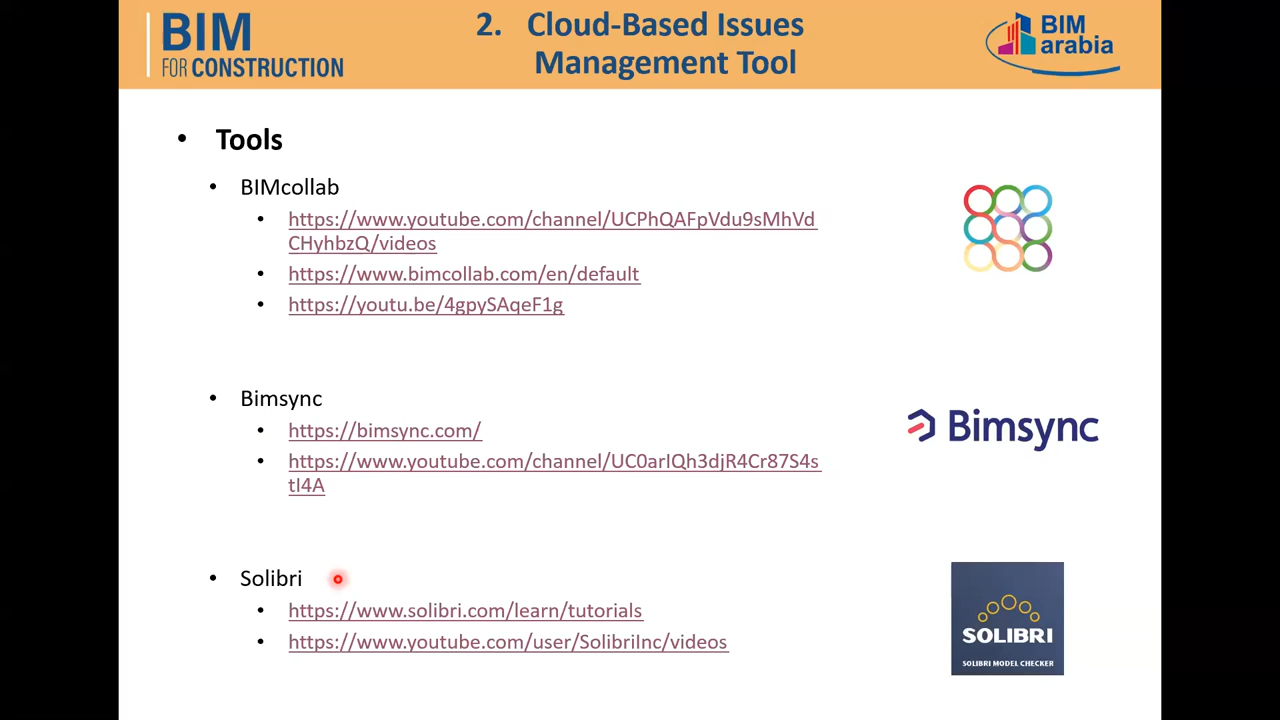 BIM
FOR CONSTRUCTION
2. Cloud-Based Issues
Management Tool
BIM
arabia
• Tools
• BIMcollab
• https://www.youtube.com/channel/UCPhQAFpVdu9sMhVd
CHyhbzQ/videos
• https://www.bimcollab.com/en/default
• https://youtu.be/4gpySAqeF1g
• Bimsync
• https://bimsync.com/
• https://www.youtube.com/channel/UC0arIQh3djR4Cr87S4s
tI4A
Bimsync
• Solibri
• https://www.solibri.com/learn/tutorials
• https://www.youtube.com/user/SolibriInc/videos
SOLIBRI
SOLIBRI MODEL CHECKER